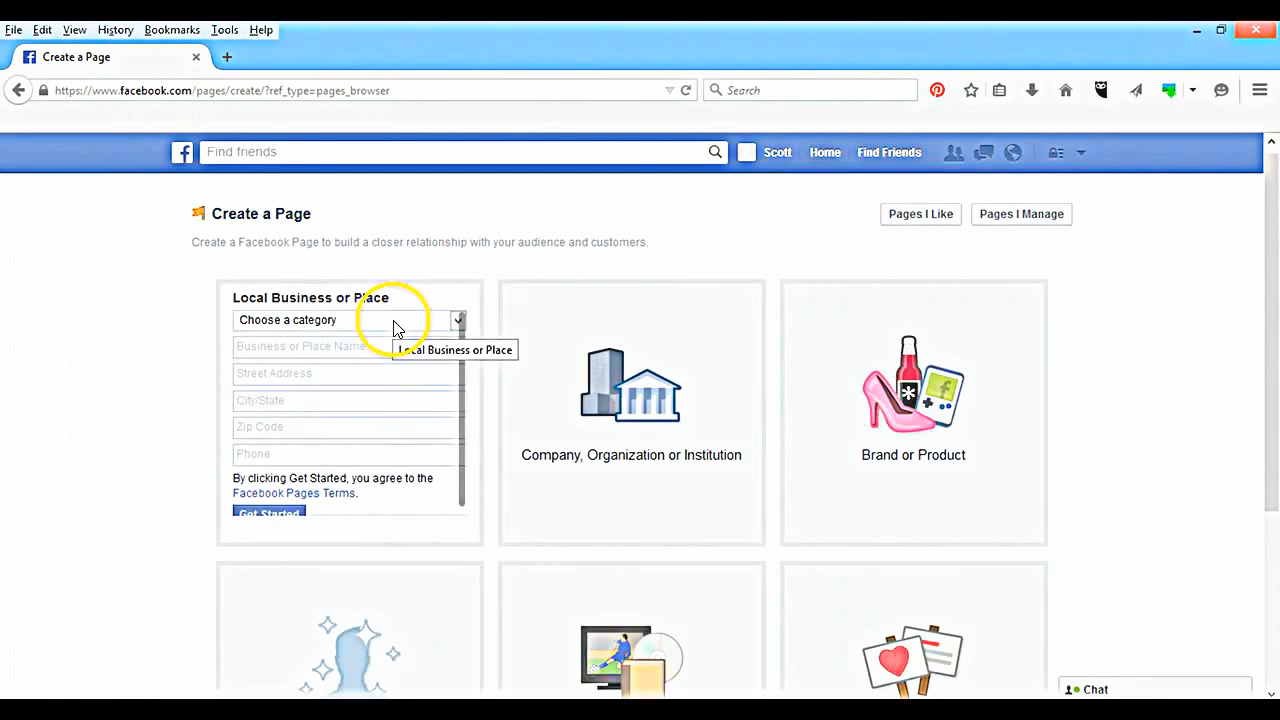 File Edit View History Bookmarks Tools Help
Create a Page
https://www.facebook.com/pages/create/?ref_type=pages_browser
Search
Find friends
Scott Home Find Friends
Create a Page
Pages I Like Pages I Manage
Create a Facebook Page to build a closer relationship with your audience and customers.
Local Business or Place
Choose a category
Business or Place Name
Local Business or Place
Street Address
City/State
Zip Code
Phone
By clicking Get Started, you agree to the
Facebook Pages Terms.
Get Started
Company, Organization or Institution
Brand or Product
Chat